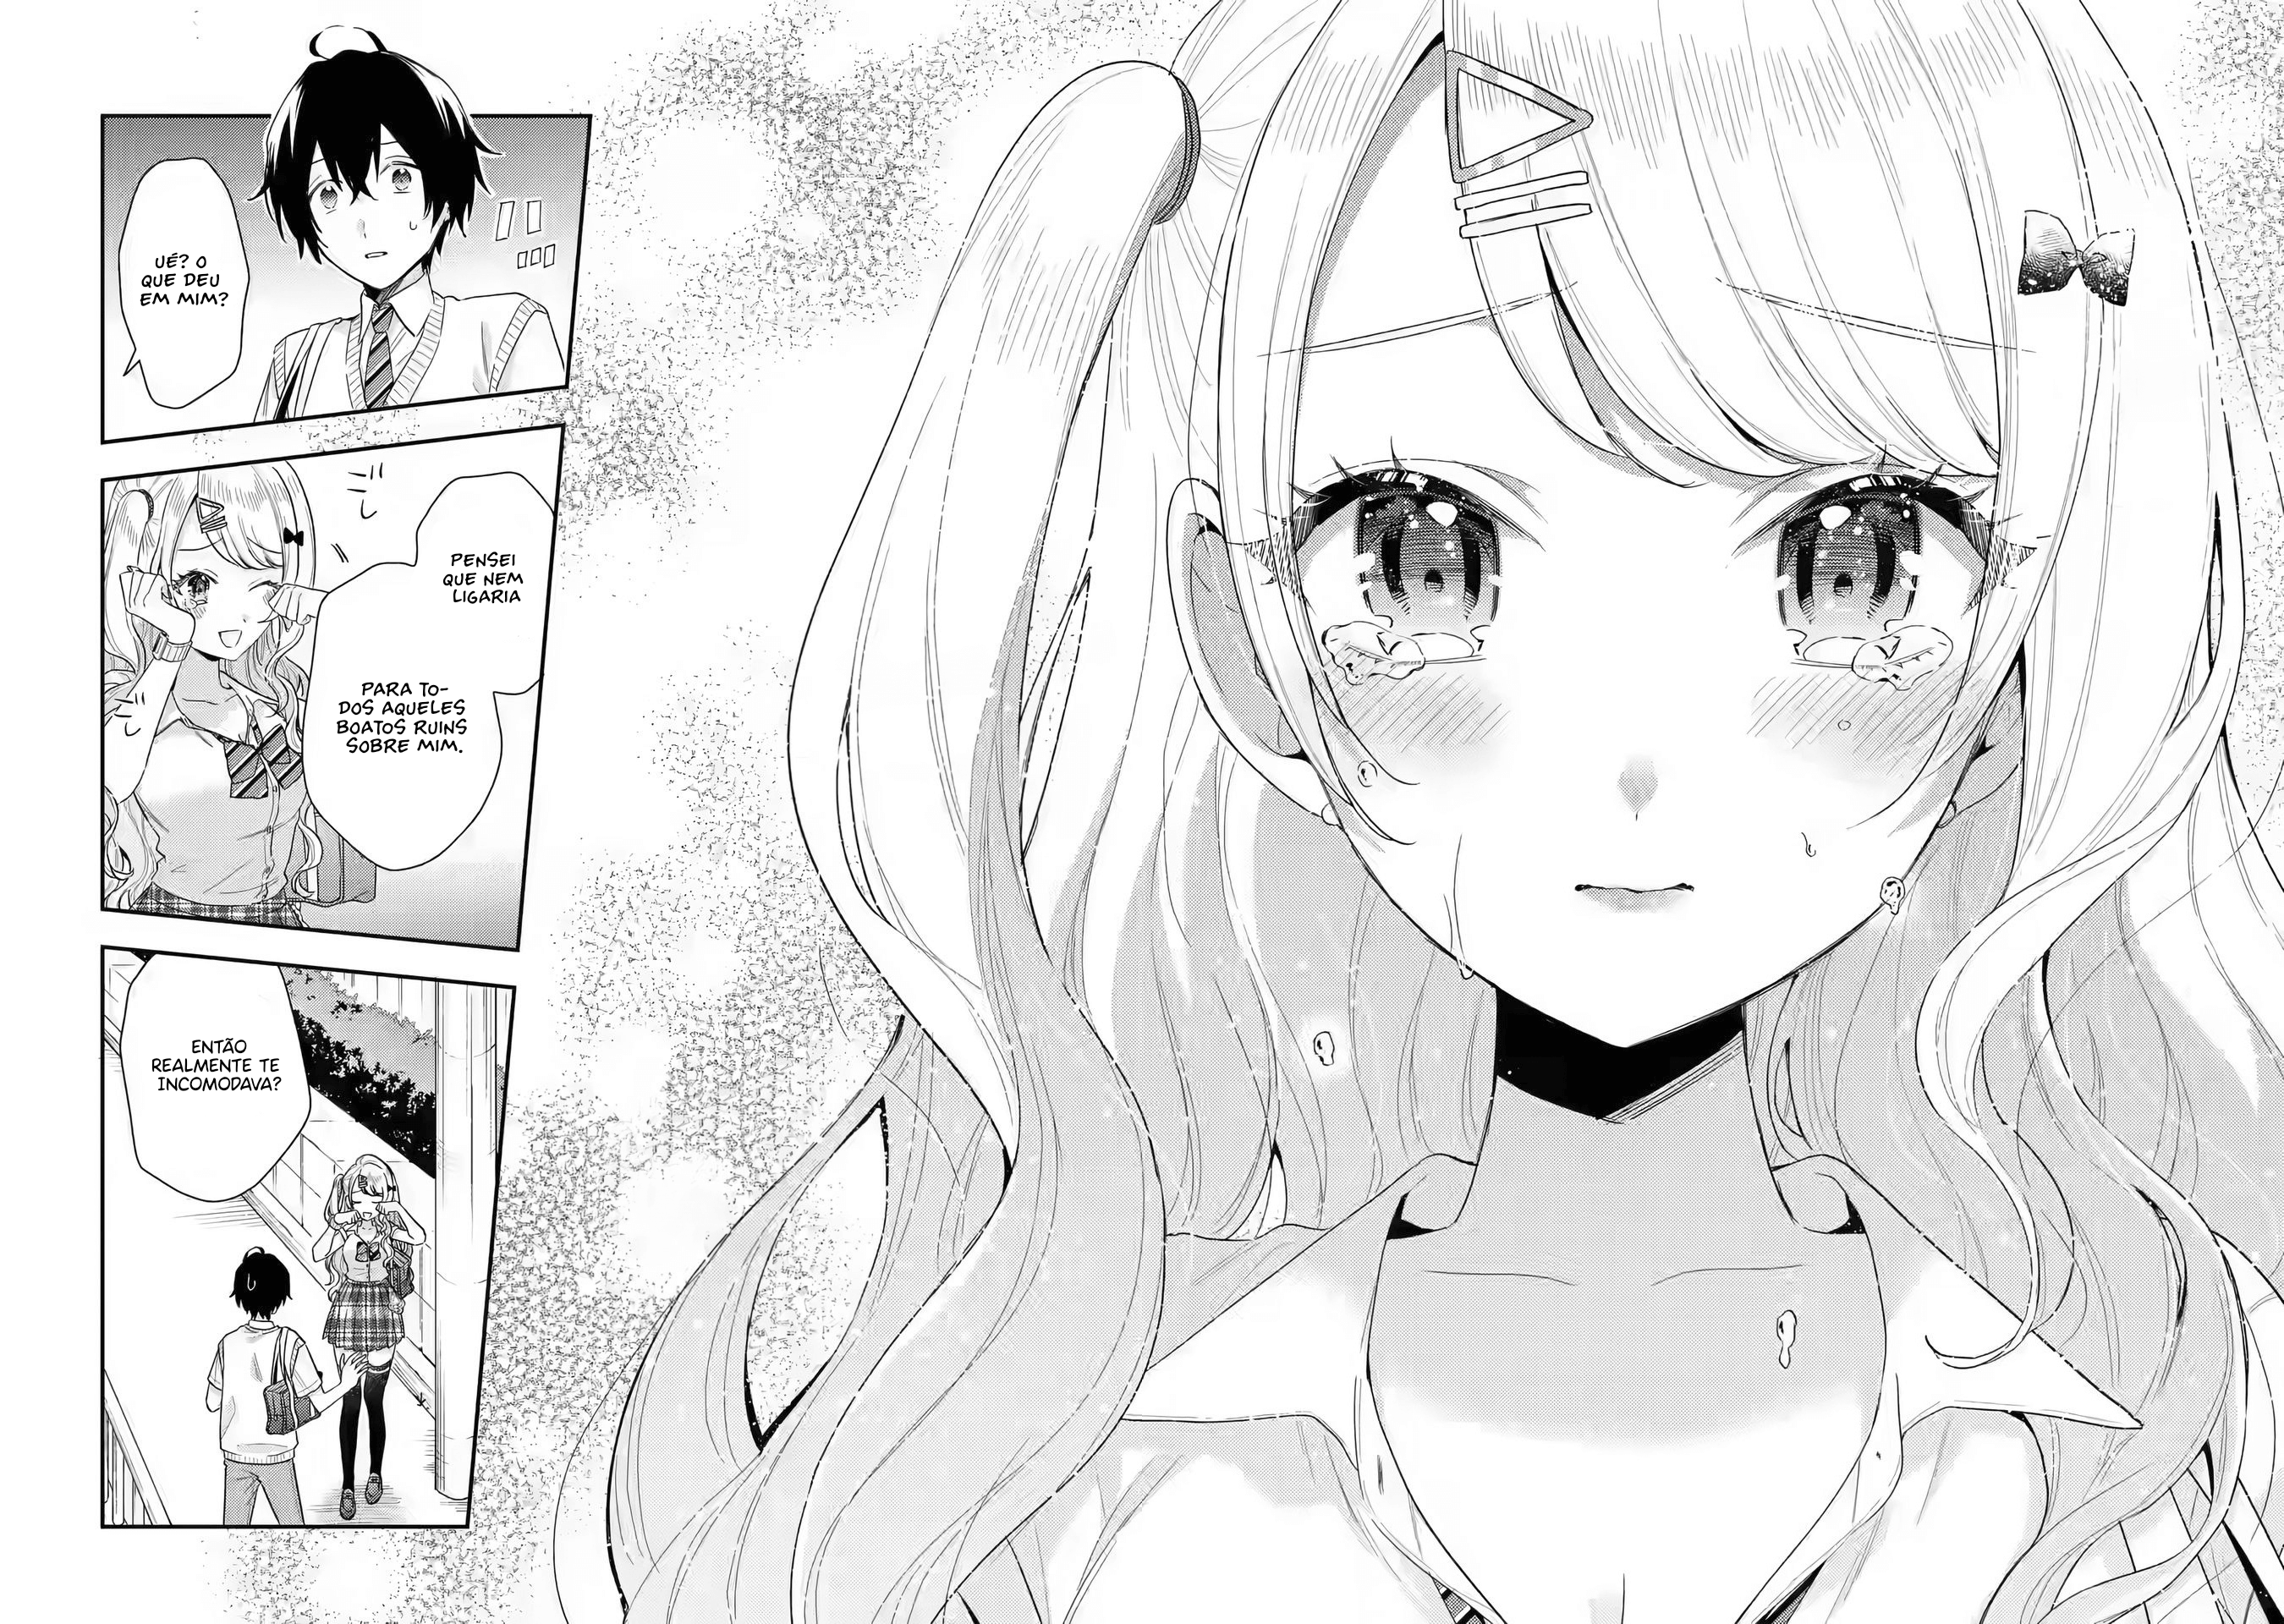 UÉ? O
QUE DEU
EM MIM?
PENSEI
QUE NEM
LIGARIA
PARA TO-
DOS AQUELES
BOATOS RUINS
SOBRE MIM.
ENTÃO
REALMENTE TE
INCOMODAVA?